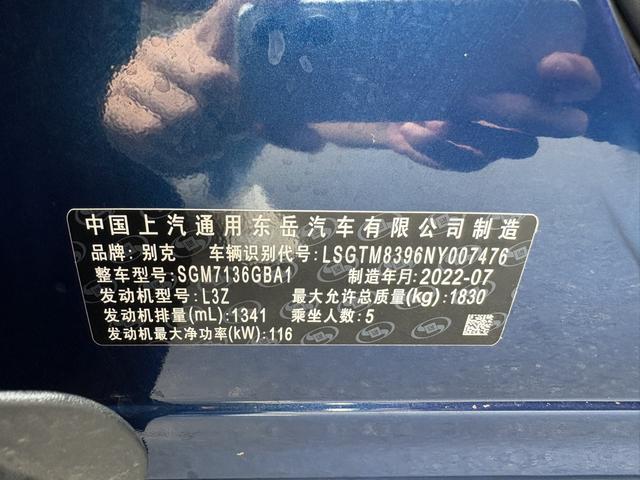 中国上汽通用东岳汽车有限公司制造
品牌: 别克 车辆识别代号: LSGTM8396NY007476
整车型号: SGM7136GBA1 制造年月: 2022-07
发动机型号: L3Z 最大允许总质量(kg): 1830
发动机排量(mL): 1341 乘坐人数: 5
发动机最大净功率(kW): 116